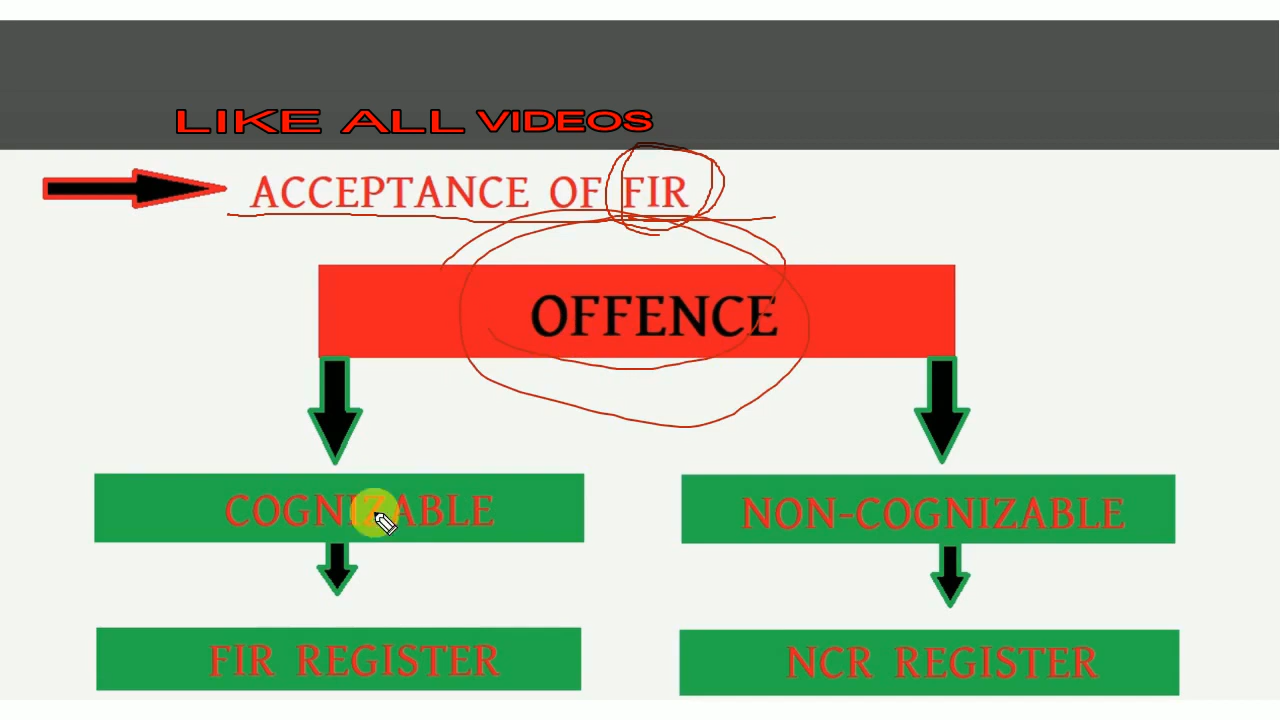 LIKE ALL VIDEOS
ACCEPTANCE OF FIR
OFFENCE
COGNIZABLE
NON-COGNIZABLE
FIR REGISTER
NCR REGISTER